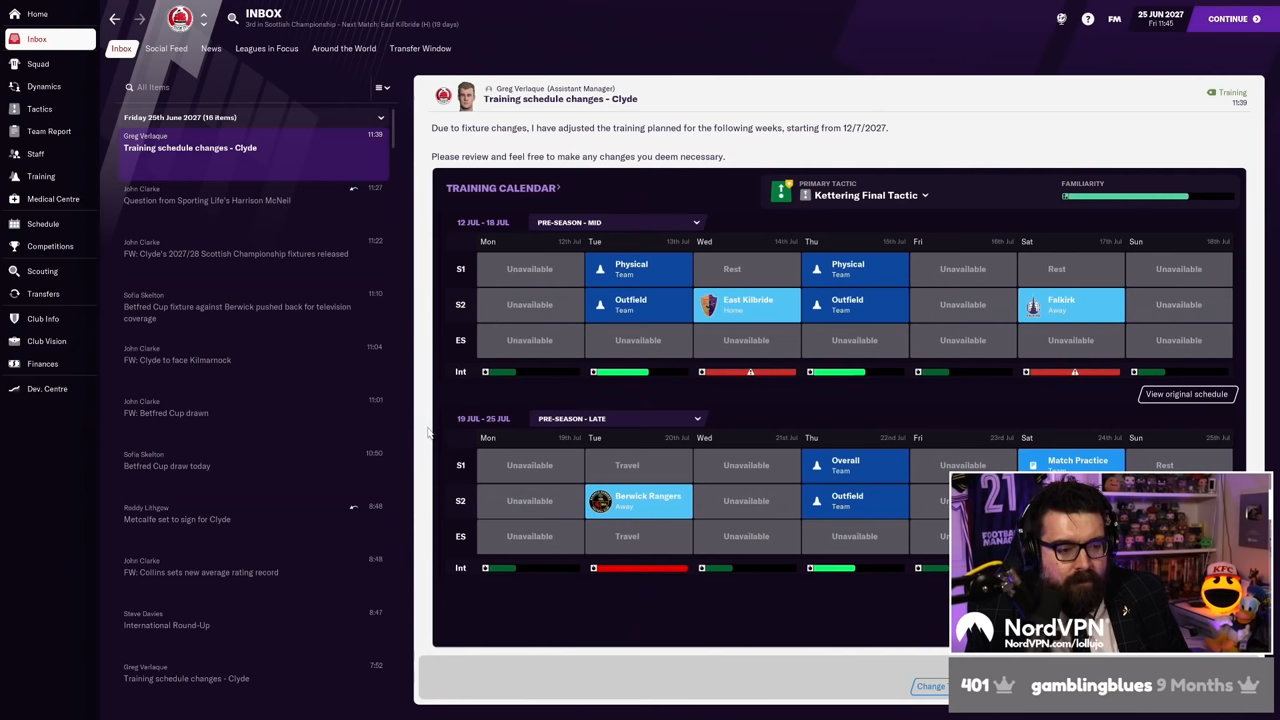 Home
Inbox
Squad
Dynamics
Tactics
Team Report
Staff
Training
Medical Centre
Schedule
Competitions
Scouting
Transfers
Club Info
Club Vision
Finances
Dev. Centre
INBOX
3rd in Scottish Championship - Next Match: East Kilbride (H) (19 days)
FM
25 JUN 2027
Fri 11:45
CONTINUE
Inbox Social Feed News Leagues in Focus Around the World Transfer Window
All Items
Friday 25th June 2027 (16 items)
Greg Verlaque 11:39
Training schedule changes - Clyde
John Clarke 11:27
Question from Sporting Life's Harrison McNeil
John Clarke 11:22
FW: Clyde's 2027/28 Scottish Championship fixtures released
Sofia Skelton 11:10
Betfred Cup fixture against Berwick pushed back for television
coverage
John Clarke 11:04
FW: Clyde to face Kilmarnock
John Clarke 11:01
FW: Betfred Cup drawn
Sofia Skelton 10:50
Betfred Cup draw today
Roddy Lithgow 8:48
Metcalfe set to sign for Clyde
John Clarke 8:48
FW: Collins sets new average rating record
Steve Davies 8:47
International Round-Up
Greg Verlaque 7:52
Training schedule changes - Clyde
Greg Verlaque (Assistant Manager)
Training schedule changes - Clyde
Training
11:39
Due to fixture changes, I have adjusted the training planned for the following weeks, starting from 12/7/2027.
Please review and feel free to make any changes you deem necessary.
TRAINING CALENDAR
PRIMARY TACTIC
Kettering Final Tactic
FAMILIARITY
12 JUL - 18 JUL PRE-SEASON - MID
Mon 12th Jul Tue 13th Jul Wed 14th Jul Thu 15th Jul Fri 16th Jul Sat 17th Jul Sun 18th Jul
S1 Unavailable Physical Team Rest Physical Team Unavailable Rest Unavailable
S2 Unavailable Outfield Team East Kilbride Home Outfield Team Unavailable Falkirk Away Unavailable
ES Unavailable Unavailable Unavailable Unavailable Unavailable Unavailable Unavailable
Int
View original schedule
19 JUL - 25 JUL PRE-SEASON - LATE
Mon 19th Jul Tue 20th Jul Wed 21st Jul Thu 22nd Jul Fri 23rd Jul Sat 24th Jul Sun 25th Jul
S1 Unavailable Travel Unavailable Overall Team Match Practice Rest
S2 Unavailable Berwick Rangers Away Unavailable Outfield Team
ES Unavailable Travel Unavailable Unavailable
Int
Change
21
FOOTBALL
KFC
NordVPN
NordVPN.com/lollujo
401 gamblingblues 9 Months